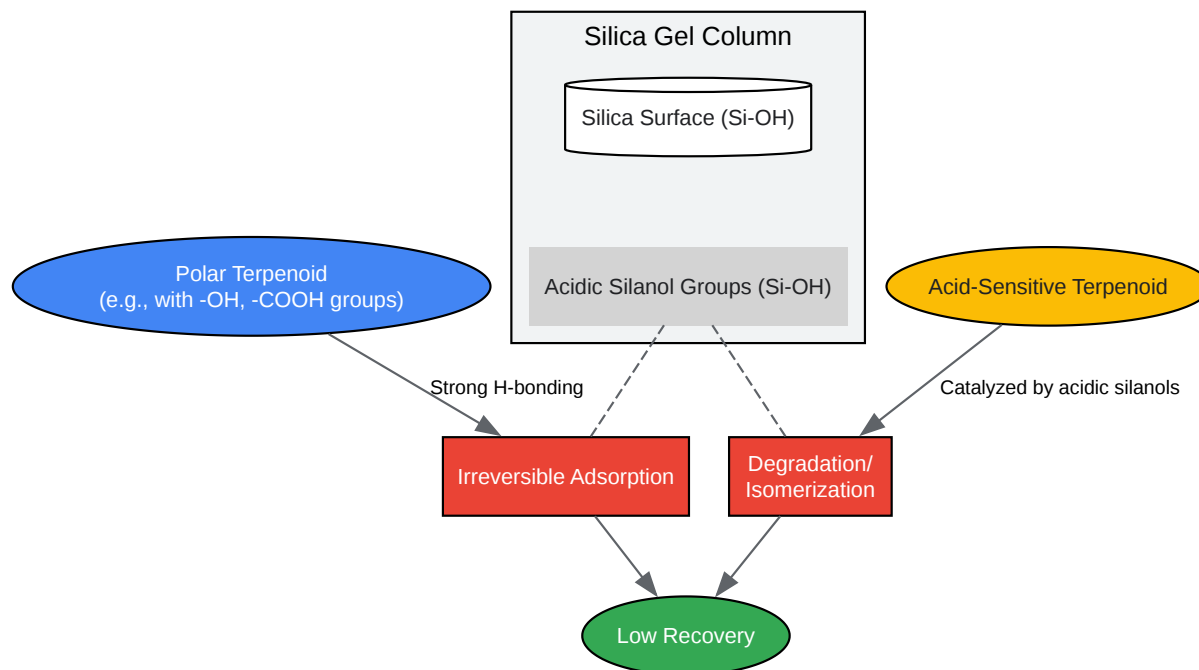 Silica Gel Column
Silica Surface (Si-OH)
Polar Terpenoid
(e.g., with -OH, -COOH groups)
Acidic Silanol Groups (Si-OH)
Acid-Sensitive Terpenoid
Strong H-bonding
Catalyzed by acidic silanols
Irreversible Adsorption
Degradation/
Isomerization
Low Recovery